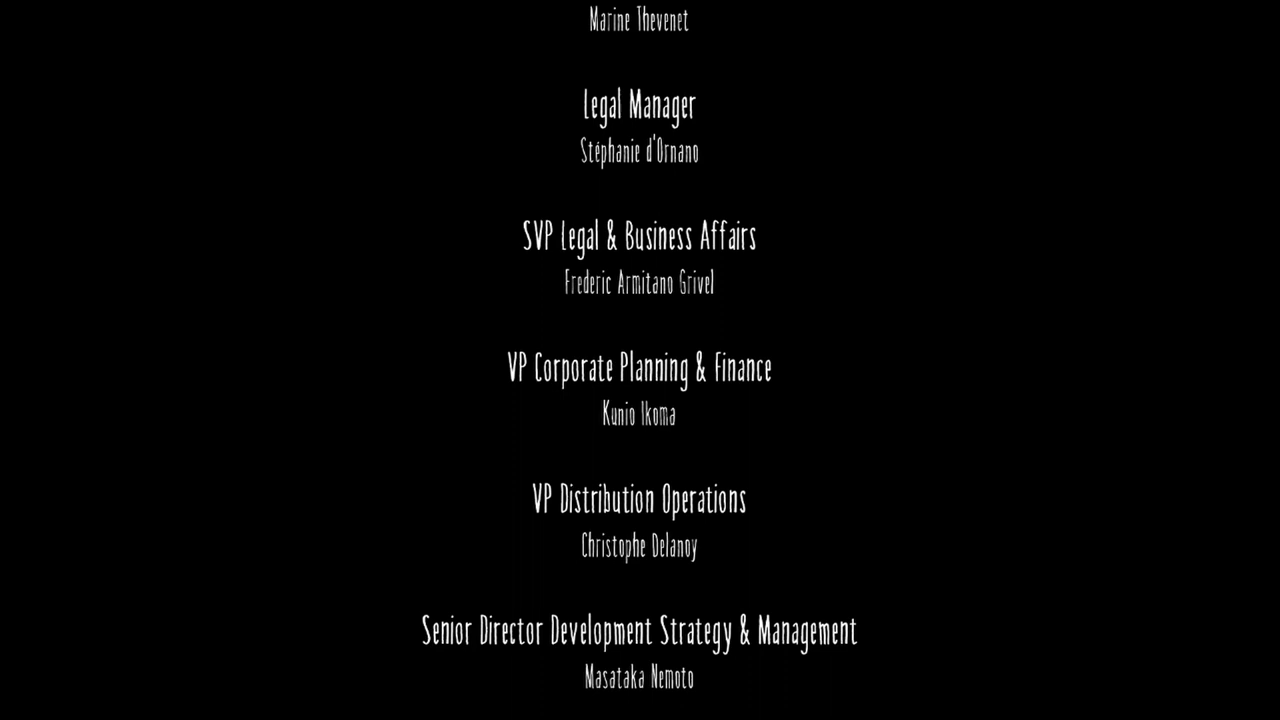 Marine Thevenet
Legal Manager
Stéphanie d'Ornano
SVP Legal & Business Affairs
Frederic Armitano Grivel
VP Corporate Planning & Finance
Kunio Ikoma
VP Distribution Operations
Christophe Delanoy
Senior Director Development Strategy & Management
Masataka Nemoto